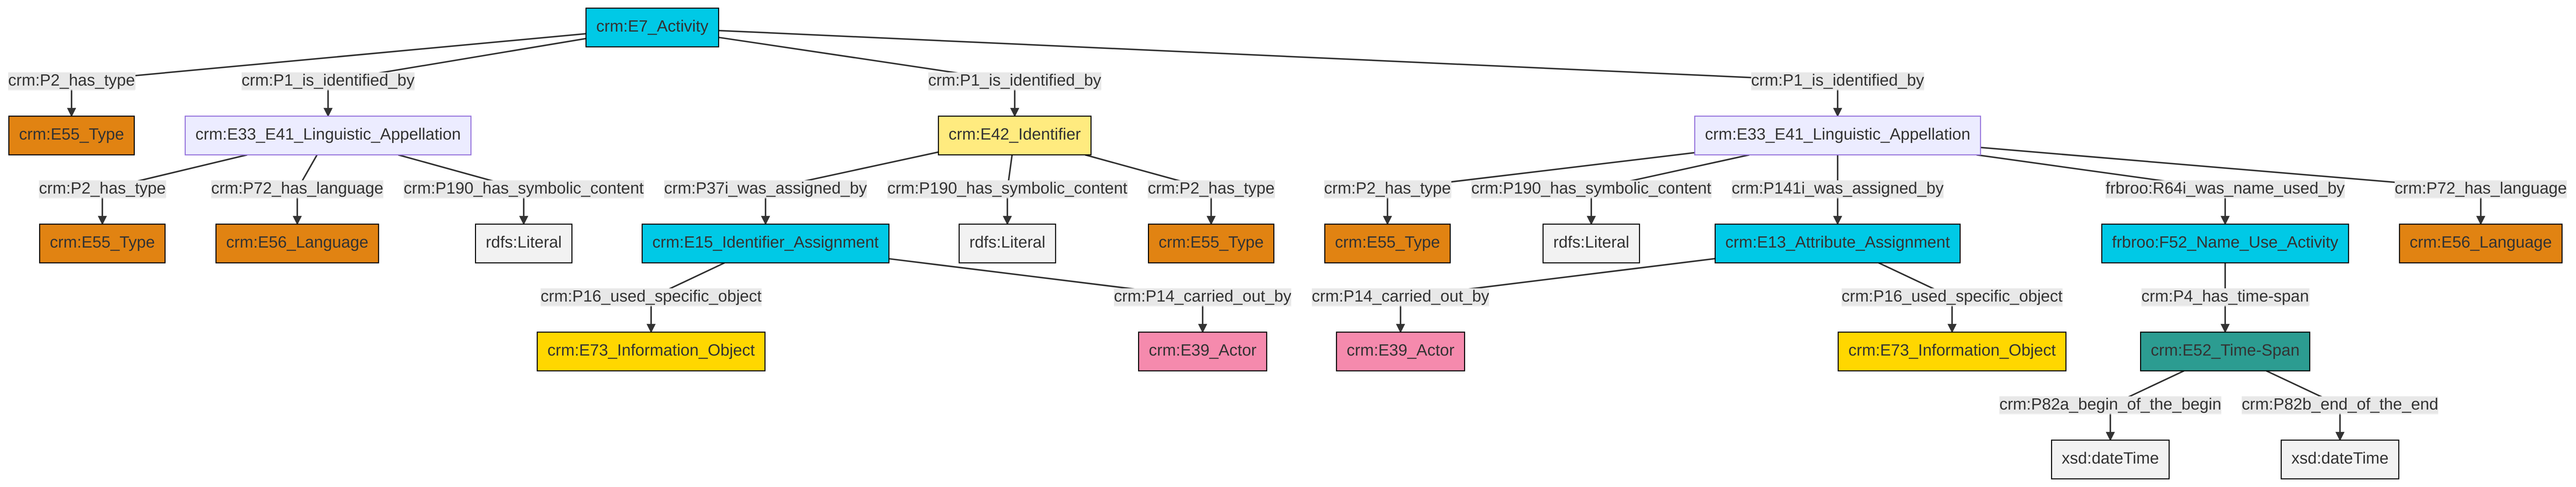 crm:E7_Activity
crm:P2_has_type
crm:P1_is_identified_by
crm:P1_is_identified_by
crm:P1_is_identified_by
crm:E55_Type
crm:E33_E41_Linguistic_Appellation
crm:E42_Identifier
crm:E33_E41_Linguistic_Appellation
crm:P2_has_type
crm:P72_has_language
crm:P190_has_symbolic_content
crm:P37i_was_assigned_by
crm:P190_has_symbolic_content
crm:P2_has_type
crm:P2_has_type
crm:P190_has_symbolic_content
crm:P141i_was_assigned_by
frbroo:R64i_was_name_used_by
crm:P72_has_language
crm:E55_Type
crm:E56_Language
rdfs:Literal
crm:E15_Identifier_Assignment
rdfs:Literal
crm:E55_Type
crm:E55_Type
rdfs:Literal
crm:E13_Attribute_Assignment
frbroo:F52_Name_Use_Activity
crm:E56_Language
crm:P16_used_specific_object
crm:P14_carried_out_by
crm:P14_carried_out_by
crm:P16_used_specific_object
crm:P4_has_time-span
crm:E73_Information_Object
crm:E39_Actor
crm:E39_Actor
crm:E73_Information_Object
crm:E52_Time-Span
crm:P82a_begin_of_the_begin
crm:P82b_end_of_the_end
xsd:dateTime
xsd:dateTime